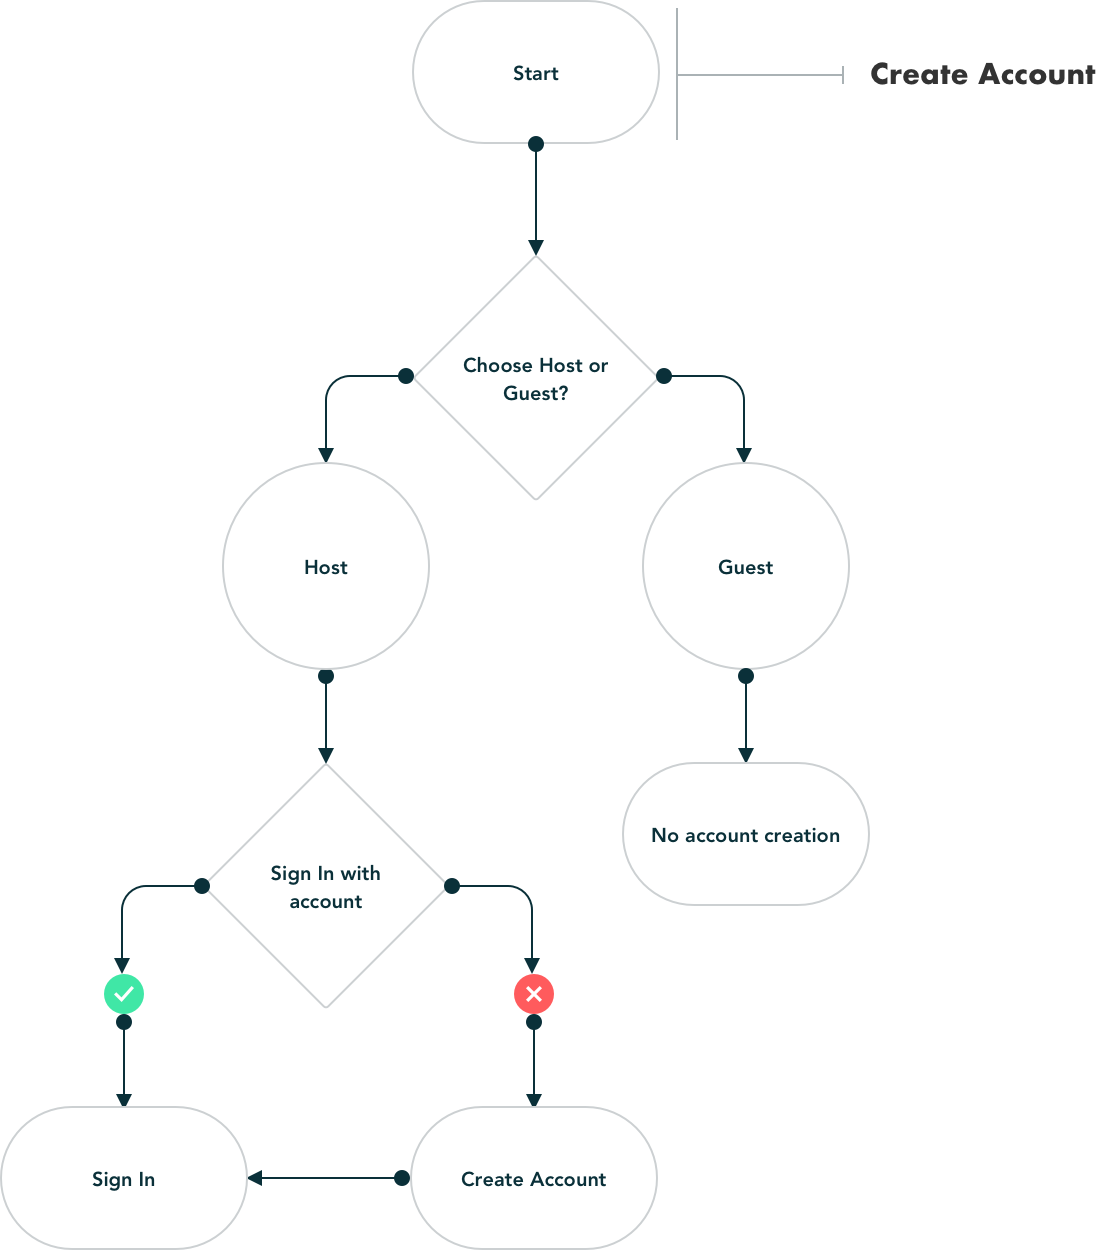 Start
Create Account
Choose Host or
Guest?
Host
Guest
Sign In with
account
No account creation
Sign In
Create Account